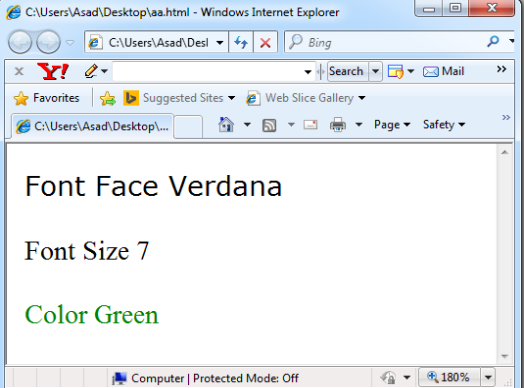 C:\Users\Asad\Desktop\aa.html - Windows Internet Explorer
C:\Users\Asad\Desl Bing
Y! Search Mail »
Favorites Suggested Sites Web Slice Gallery
C:\Users\Asad\Desktop\... Page Safety »
Font Face Verdana
Font Size 7
Color Green
Computer | Protected Mode: Off 180%